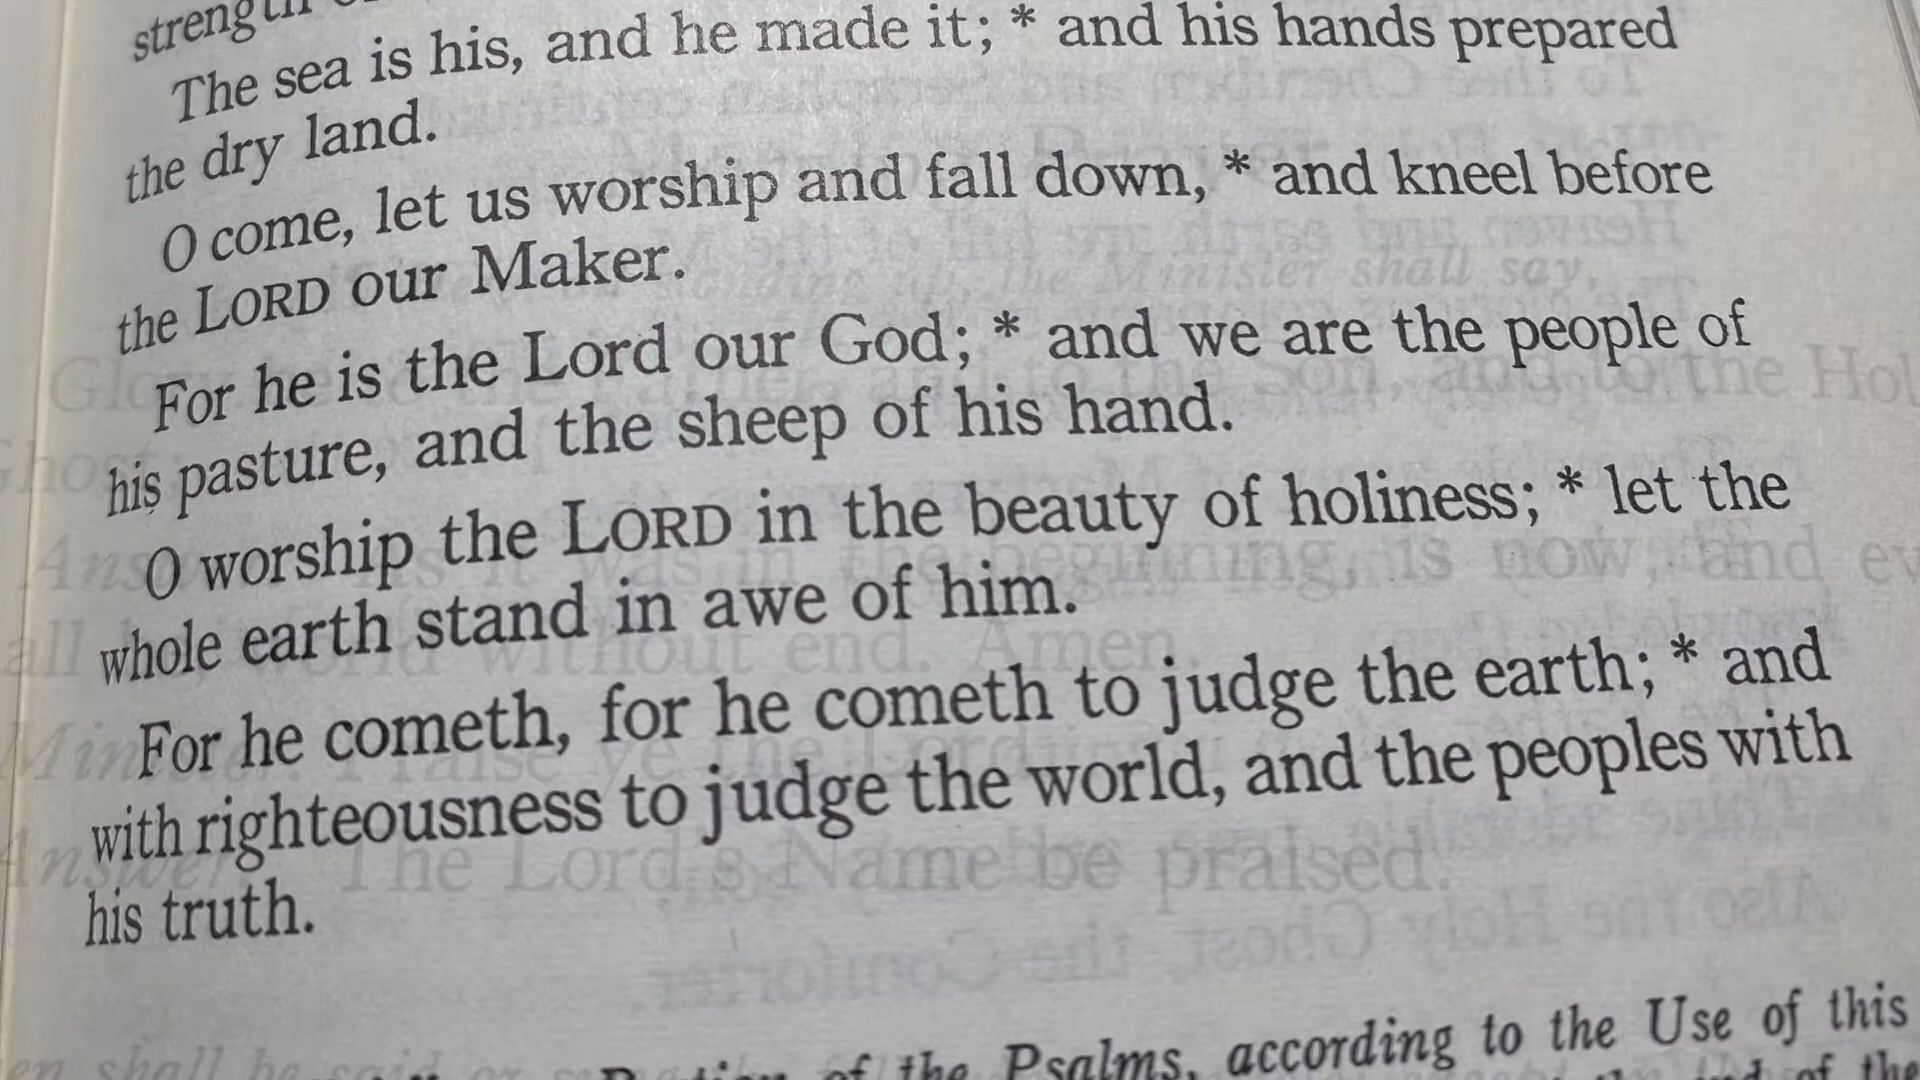 The sea is his, and he made it; * and his hands prepared
the dry land.
O come, let us worship and fall down, * and kneel before
the LORD our Maker.
For he is the Lord our God; * and we are the people of
his pasture, and the sheep of his hand.
O worship the LORD in the beauty of holiness; * let the
whole earth stand in awe of him.
For he cometh, for he cometh to judge the earth; * and
with righteousness to judge the world, and the peoples with
his truth.
of the Psalms, according to the Use of this
of the